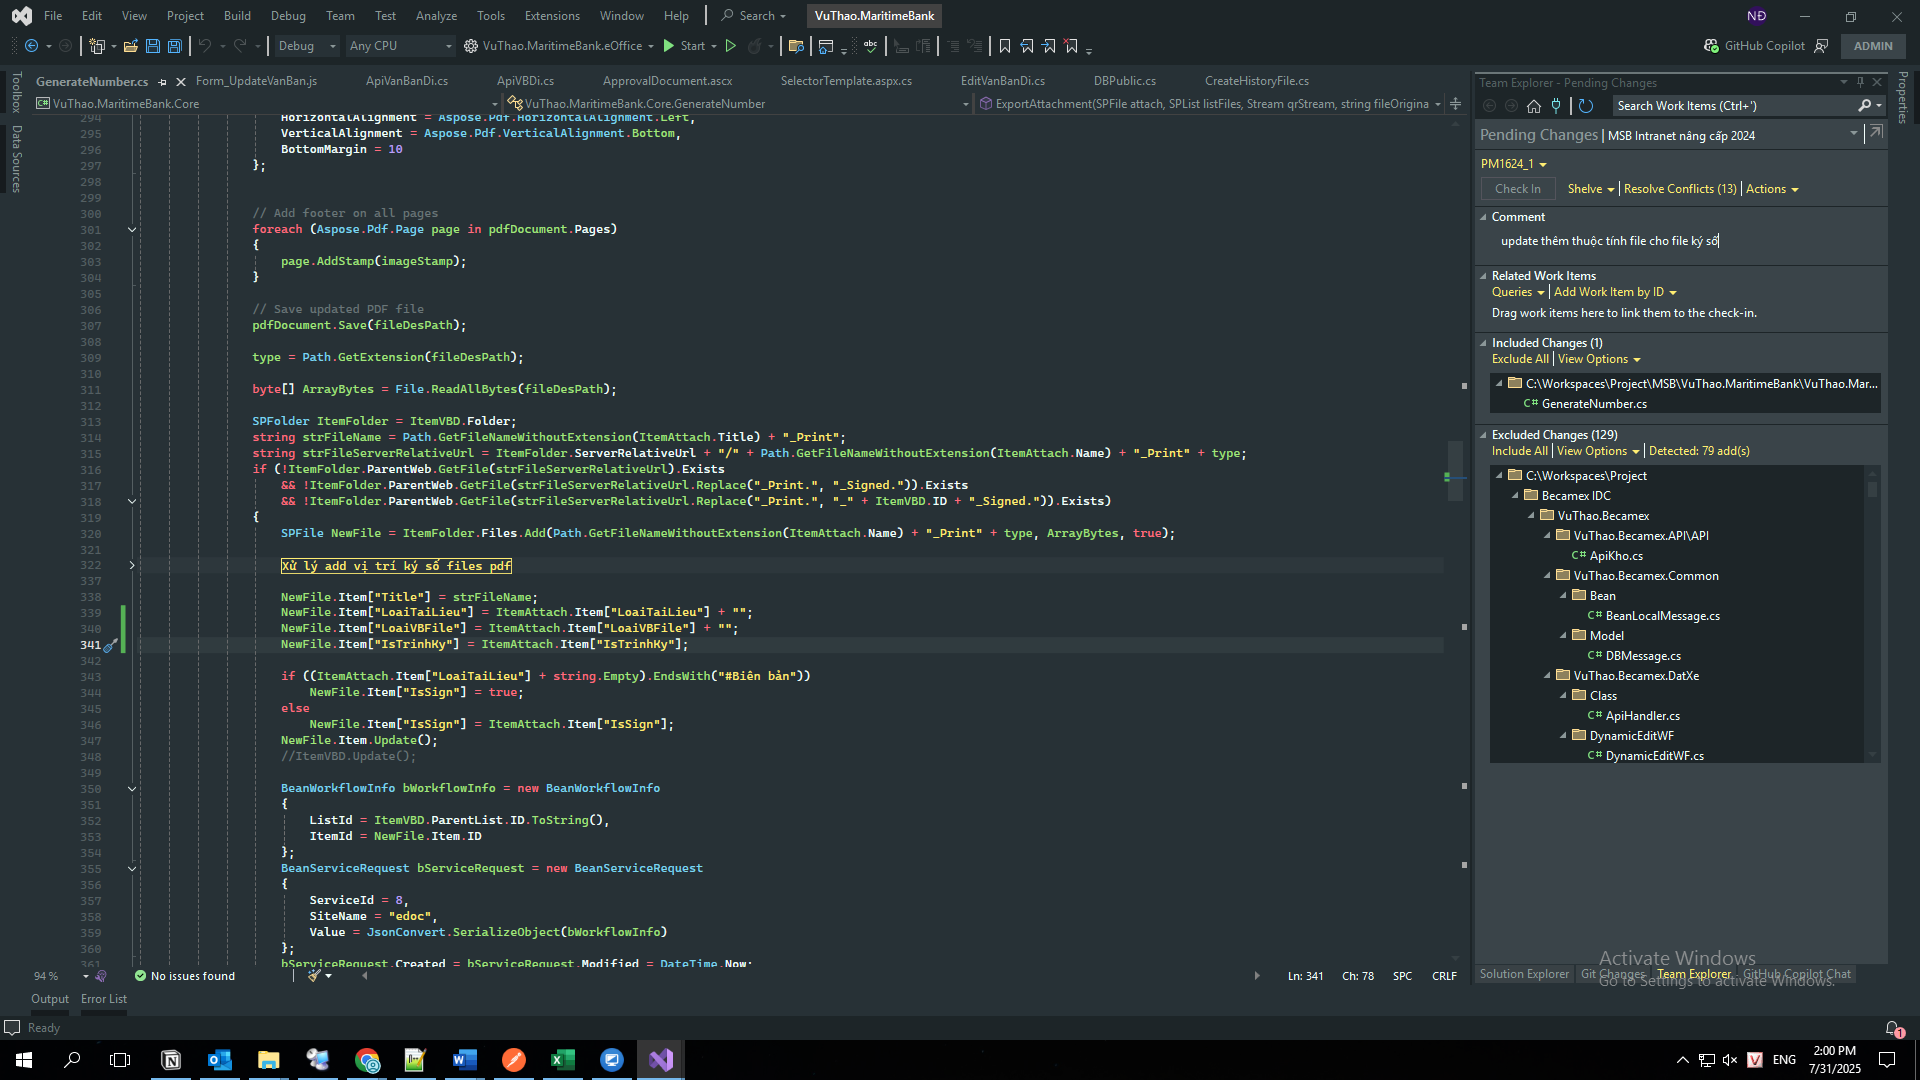 File Edit View Project Build Debug Team Test Analyze Tools Extensions Window Help Search VuThao.MaritimeBank NĐ
Debug Any CPU VuThao.MaritimeBank.eOffice Start GitHub Copilot ADMIN
GenerateNumber.cs Form_UpdateVanBan.js ApiVanBanDi.cs ApiVBDi.cs ApprovalDocument.ascx SelectorTemplate.aspx.cs EditVanBanDi.cs DBPublic.cs CreateHistoryFile.cs
VuThao.MaritimeBank.Core VuThao.MaritimeBank.Core.GenerateNumber ExportAttachment(SPFile attach, SPList listFiles, Stream qrStream, string fileOrigina
Toolbox
Data Sources
294 HorizontalAlignment = Aspose.Pdf.HorizontalAlignment.Left,
295 VerticalAlignment = Aspose.Pdf.VerticalAlignment.Bottom,
296 BottomMargin = 10
297 };
298
299
300 // Add footer on all pages
301 foreach (Aspose.Pdf.Page page in pdfDocument.Pages)
302 {
303 page.AddStamp(imageStamp);
304 }
305
306 // Save updated PDF file
307 pdfDocument.Save(fileDesPath);
308
309 type = Path.GetExtension(fileDesPath);
310
311 byte[] ArrayBytes = File.ReadAllBytes(fileDesPath);
312
313 SPFolder ItemFolder = ItemVBD.Folder;
314 string strFileName = Path.GetFileNameWithoutExtension(ItemAttach.Title) + "_Print";
315 string strFileServerRelativeUrl = ItemFolder.ServerRelativeUrl + "/" + Path.GetFileNameWithoutExtension(ItemAttach.Name) + "_Print" + type;
316 if (!ItemFolder.ParentWeb.GetFile(strFileServerRelativeUrl).Exists
317 && !ItemFolder.ParentWeb.GetFile(strFileServerRelativeUrl.Replace("_Print.", "_Signed.")).Exists
318 && !ItemFolder.ParentWeb.GetFile(strFileServerRelativeUrl.Replace("_Print.", "_" + ItemVBD.ID + "_Signed.")).Exists)
319 {
320 SPFile NewFile = ItemFolder.Files.Add(Path.GetFileNameWithoutExtension(ItemAttach.Name) + "_Print" + type, ArrayBytes, true);
321
322 Xử lý add vị trí ký số files pdf
337
338 NewFile.Item["Title"] = strFileName;
339 NewFile.Item["LoaiTaiLieu"] = ItemAttach.Item["LoaiTaiLieu"] + "";
340 NewFile.Item["LoaiVBFile"] = ItemAttach.Item["LoaiVBFile"] + "";
341 NewFile.Item["IsTrinhKy"] = ItemAttach.Item["IsTrinhKy"];
342
343 if ((ItemAttach.Item["LoaiTaiLieu"] + string.Empty).EndsWith("#Biên bản"))
344 NewFile.Item["IsSign"] = true;
345 else
346 NewFile.Item["IsSign"] = ItemAttach.Item["IsSign"];
347 NewFile.Item.Update();
348 //ItemVBD.Update();
349
350 BeanWorkflowInfo bWorkflowInfo = new BeanWorkflowInfo
351 {
352 ListId = ItemVBD.ParentList.ID.ToString(),
353 ItemId = NewFile.Item.ID
354 };
355 BeanServiceRequest bServiceRequest = new BeanServiceRequest
356 {
357 ServiceId = 8,
358 SiteName = "edoc",
359 Value = JsonConvert.SerializeObject(bWorkflowInfo)
360 };
361 bServiceRequest.Created = bServiceRequest.Modified = DateTime.Now;
94 % No issues found Ln: 341 Ch: 78 SPC CRLF
Output Error List
Ready
Team Explorer - Pending Changes
Search Work Items (Ctrl+')
Pending Changes | MSB Intranet nâng cấp 2024
PM1624_1
Check In Shelve Resolve Conflicts (13) Actions
Comment
update thêm thuộc tính file cho file ký số
Related Work Items
Queries Add Work Item by ID
Drag work items here to link them to the check-in.
Included Changes (1)
Exclude All View Options
C:\Workspaces\Project\MSB\VuThao.MaritimeBank\VuThao.Mar...
C# GenerateNumber.cs
Excluded Changes (129)
Include All View Options Detected: 79 add(s)
C:\Workspaces\Project
Becamex IDC
VuThao.Becamex
VuThao.Becamex.API\API
C# ApiKho.cs
VuThao.Becamex.Common
Bean
C# BeanLocalMessage.cs
Model
C# DBMessage.cs
VuThao.Becamex.DatXe
Class
C# ApiHandler.cs
DynamicEditWF
C# DynamicEditWF.cs
Properties
Activate Windows
Go to Settings to activate Windows.
Solution Explorer Git Changes Team Explorer GitHub Copilot Chat
1
ENG 2:00 PM
7/31/2025